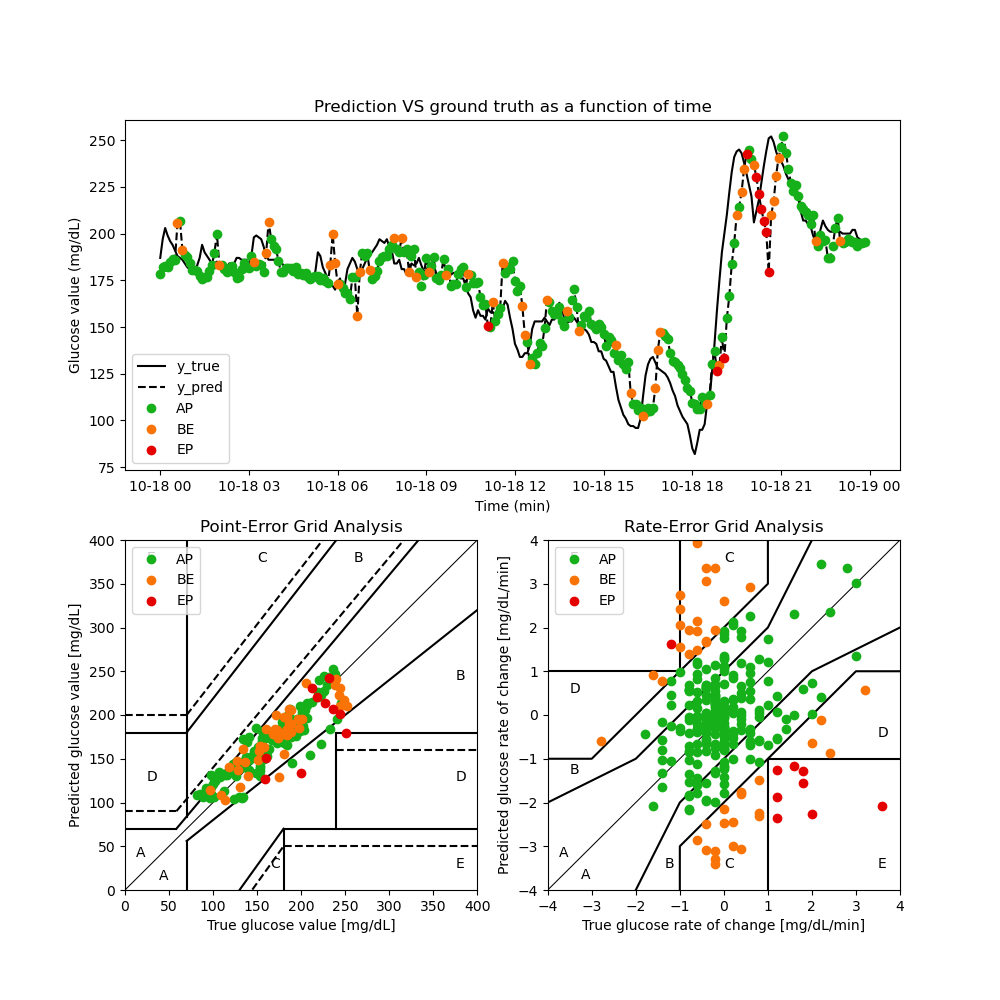 Prediction VS ground truth as a function of time
Glucose value (mg/dL)
250
225
200
175
150
125
100
75
y_true
y_pred
AP
BE
EP
10-18 00 10-18 03 10-18 06 10-18 09 10-18 12 10-18 15 10-18 18 10-18 21 10-19 00
Time (min)
Point-Error Grid Analysis
Predicted glucose value [mg/dL]
400
350
300
250
200
150
100
50
0
AP
BE
EP
C
B
B
D
D
A
A
C
E
0 50 100 150 200 250 300 350 400
True glucose value [mg/dL]
Rate-Error Grid Analysis
Predicted glucose rate of change [mg/dL/min]
4
3
2
1
0
−1
−2
−3
−4
AP
BE
EP
C
D
D
B
A
A
B
C
E
−4 −3 −2 −1 0 1 2 3 4
True glucose rate of change [mg/dL/min]